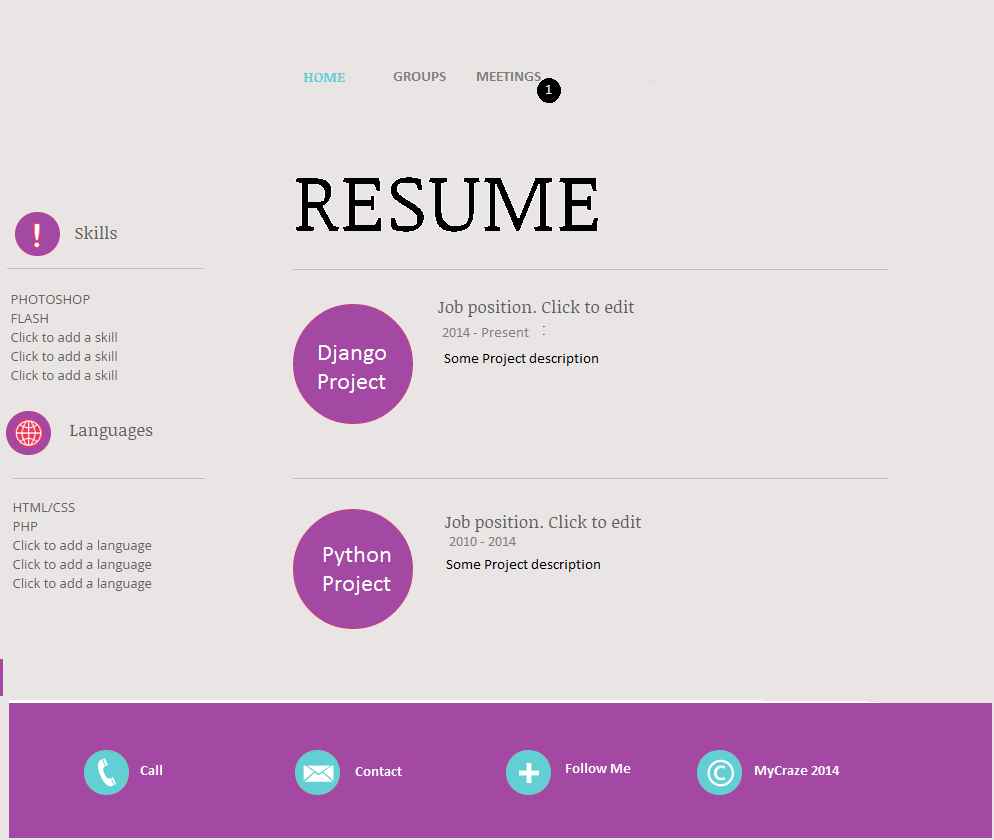 HOME GROUPS MEETINGS
1
RESUME
Skills
PHOTOSHOP
FLASH
Click to add a skill
Click to add a skill
Click to add a skill
Languages
HTML/CSS
PHP
Click to add a language
Click to add a language
Click to add a language
Django
Project
Job position. Click to edit
2014 - Present :
Some Project description
Python
Project
Job position. Click to edit
2010 - 2014
Some Project description
Call
Contact
Follow Me
© MyCraze 2014